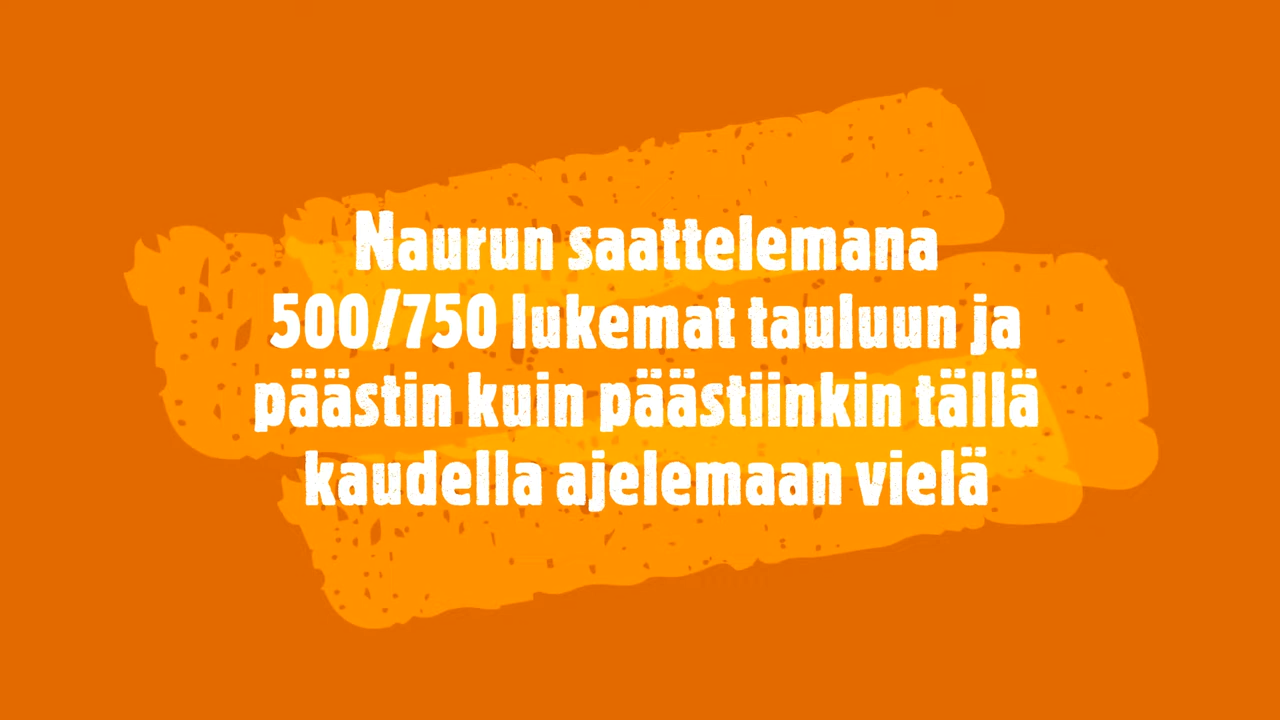 Naurun saattelemana
500/750 lukemat tauluun ja
päästin kuin päästiinkin tällä
kaudella ajelemaan vielä